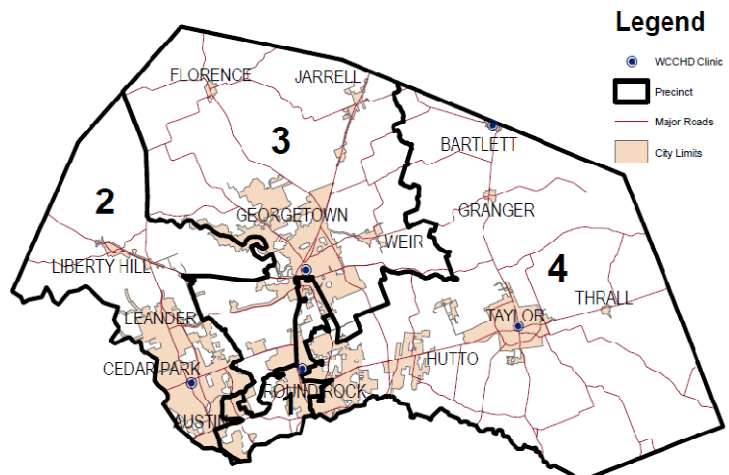 Legend
WCCHD Clinic
Precinct
Major Roads
City Limits
FLORENCE
JARRELL
3
BARTLETT
2
GEORGETOWN
GRANGER
WEIR
LIBERTY HILL
4
THRALL
LEANDER
TAYLOR
HUTTO
CEDAR PARK
ROUND ROCK
1
AUSTIN